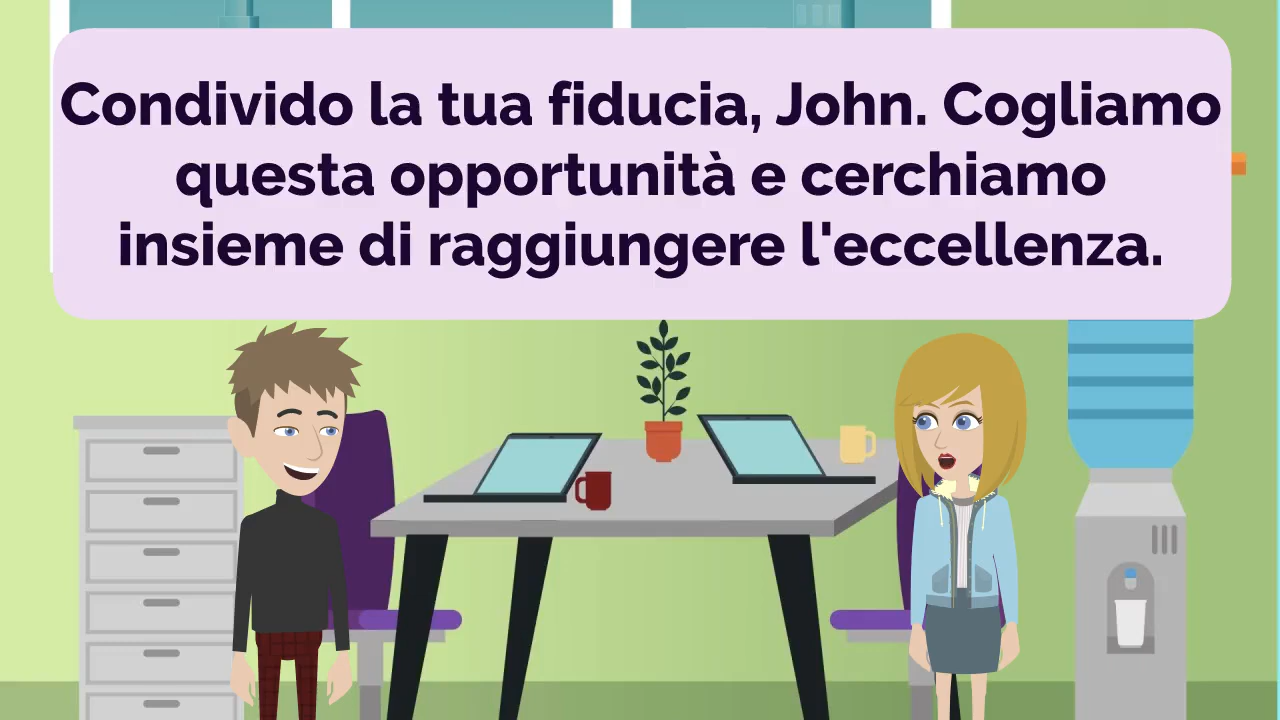 Condivido la tua fiducia, John. Cogliamo
questa opportunità e cerchiamo
insieme di raggiungere l'eccellenza.